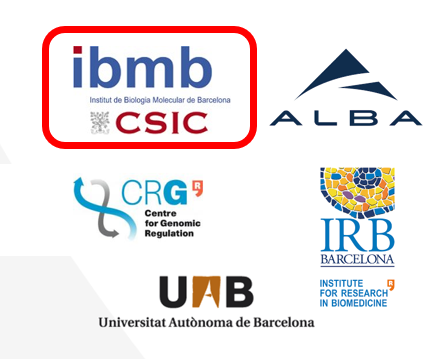 ibmb
Institut de Biologia Molecular de Barcelona
CSIC
ALBA
CRG
Centre
for Genomic
Regulation
IRB
BARCELONA
INSTITUTE
FOR RESEARCH
IN BIOMEDICINE
UAB
Universitat Autònoma de Barcelona